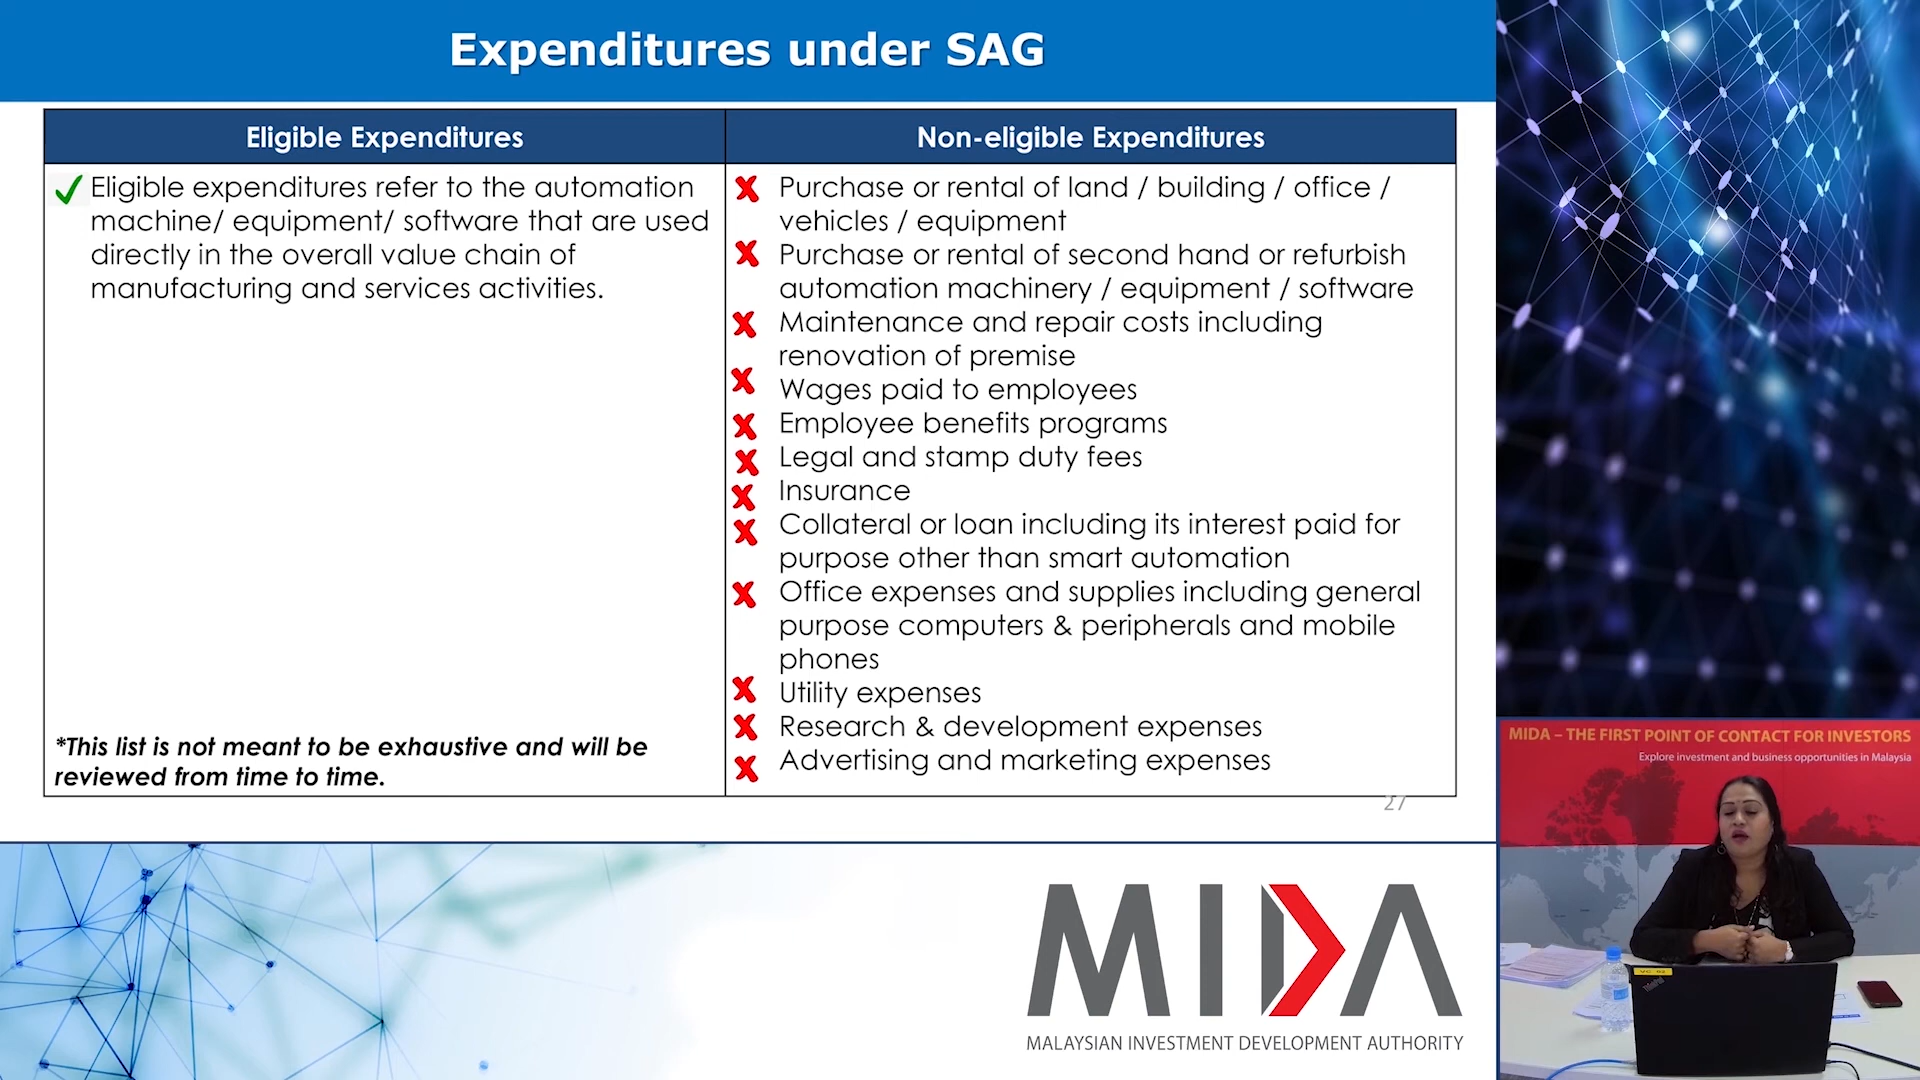 Expenditures under SAG
Eligible Expenditures
Eligible expenditures refer to the automation
machine/ equipment/ software that are used
directly in the overall value chain of
manufacturing and services activities.
*This list is not meant to be exhaustive and will be
reviewed from time to time.
Non-eligible Expenditures
Purchase or rental of land / building / office /
vehicles / equipment
Purchase or rental of second hand or refurbish
automation machinery / equipment / software
Maintenance and repair costs including
renovation of premise
Wages paid to employees
Employee benefits programs
Legal and stamp duty fees
Insurance
Collateral or loan including its interest paid for
purpose other than smart automation
Office expenses and supplies including general
purpose computers & peripherals and mobile
phones
Utility expenses
Research & development expenses
Advertising and marketing expenses
27
MIDA
MALAYSIAN INVESTMENT DEVELOPMENT AUTHORITY
MIDA – THE FIRST POINT OF CONTACT FOR INVESTORS
Explore investment and business opportunities in Malaysia
ThinkPad